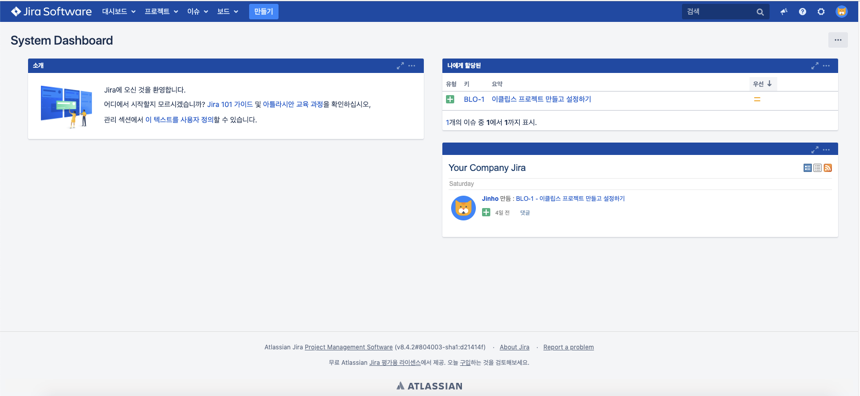 Jira Software 대시보드 프로젝트 이슈 보드 만들기 검색
System Dashboard
소개
Jira에 오신 것을 환영합니다.
어디에서 시작할지 모르시겠습니까? Jira 101 가이드 및 아틀라시안 교육 과정을 확인하십시오,
관리 섹션에서 이 텍스트를 사용자 정의할 수 있습니다.
나에게 할당된
유형 키 요약 우선
BLO-1 이클립스 프로젝트 만들고 설정하기
1개의 이슈 중 1에서 1까지 표시.
Your Company Jira
Saturday
Jinho 만듦 : BLO-1 - 이클립스 프로젝트 만들고 설정하기
4일 전 댓글
Atlassian Jira Project Management Software (v8.4.2#804003-sha1:d21414f) · About Jira · Report a problem
무료 Atlassian Jira 평가용 라이센스에서 제공. 오늘 구입하는 것을 검토해보세요.
ATLASSIAN